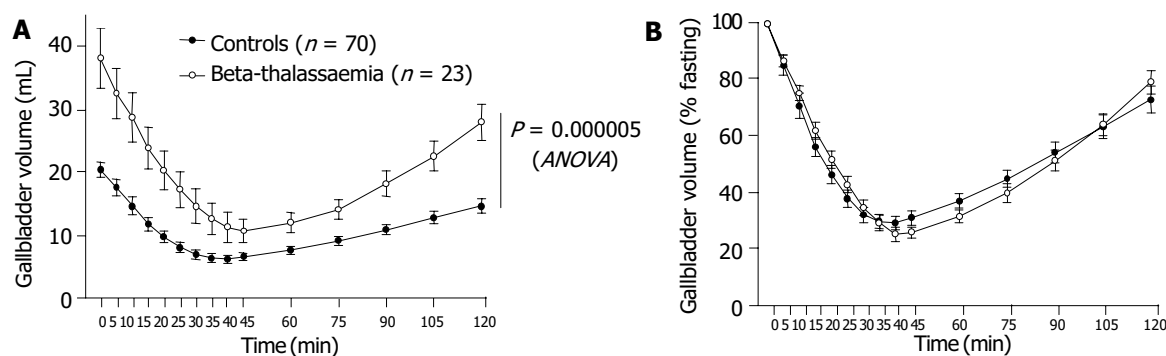 A
Gallbladder volume (mL)
40
30
20
10
0
Controls (n = 70)
Beta-thalassaemia (n = 23)
P = 0.000005
(ANOVA)
0 5 10 15 20 25 30 35 40 45 60 75 90 105 120
Time (min)
B
Gallbladder volume (% fasting)
100
80
60
40
20
0
0 5 10 15 20 25 30 35 40 45 60 75 89 105 120
Time (min)